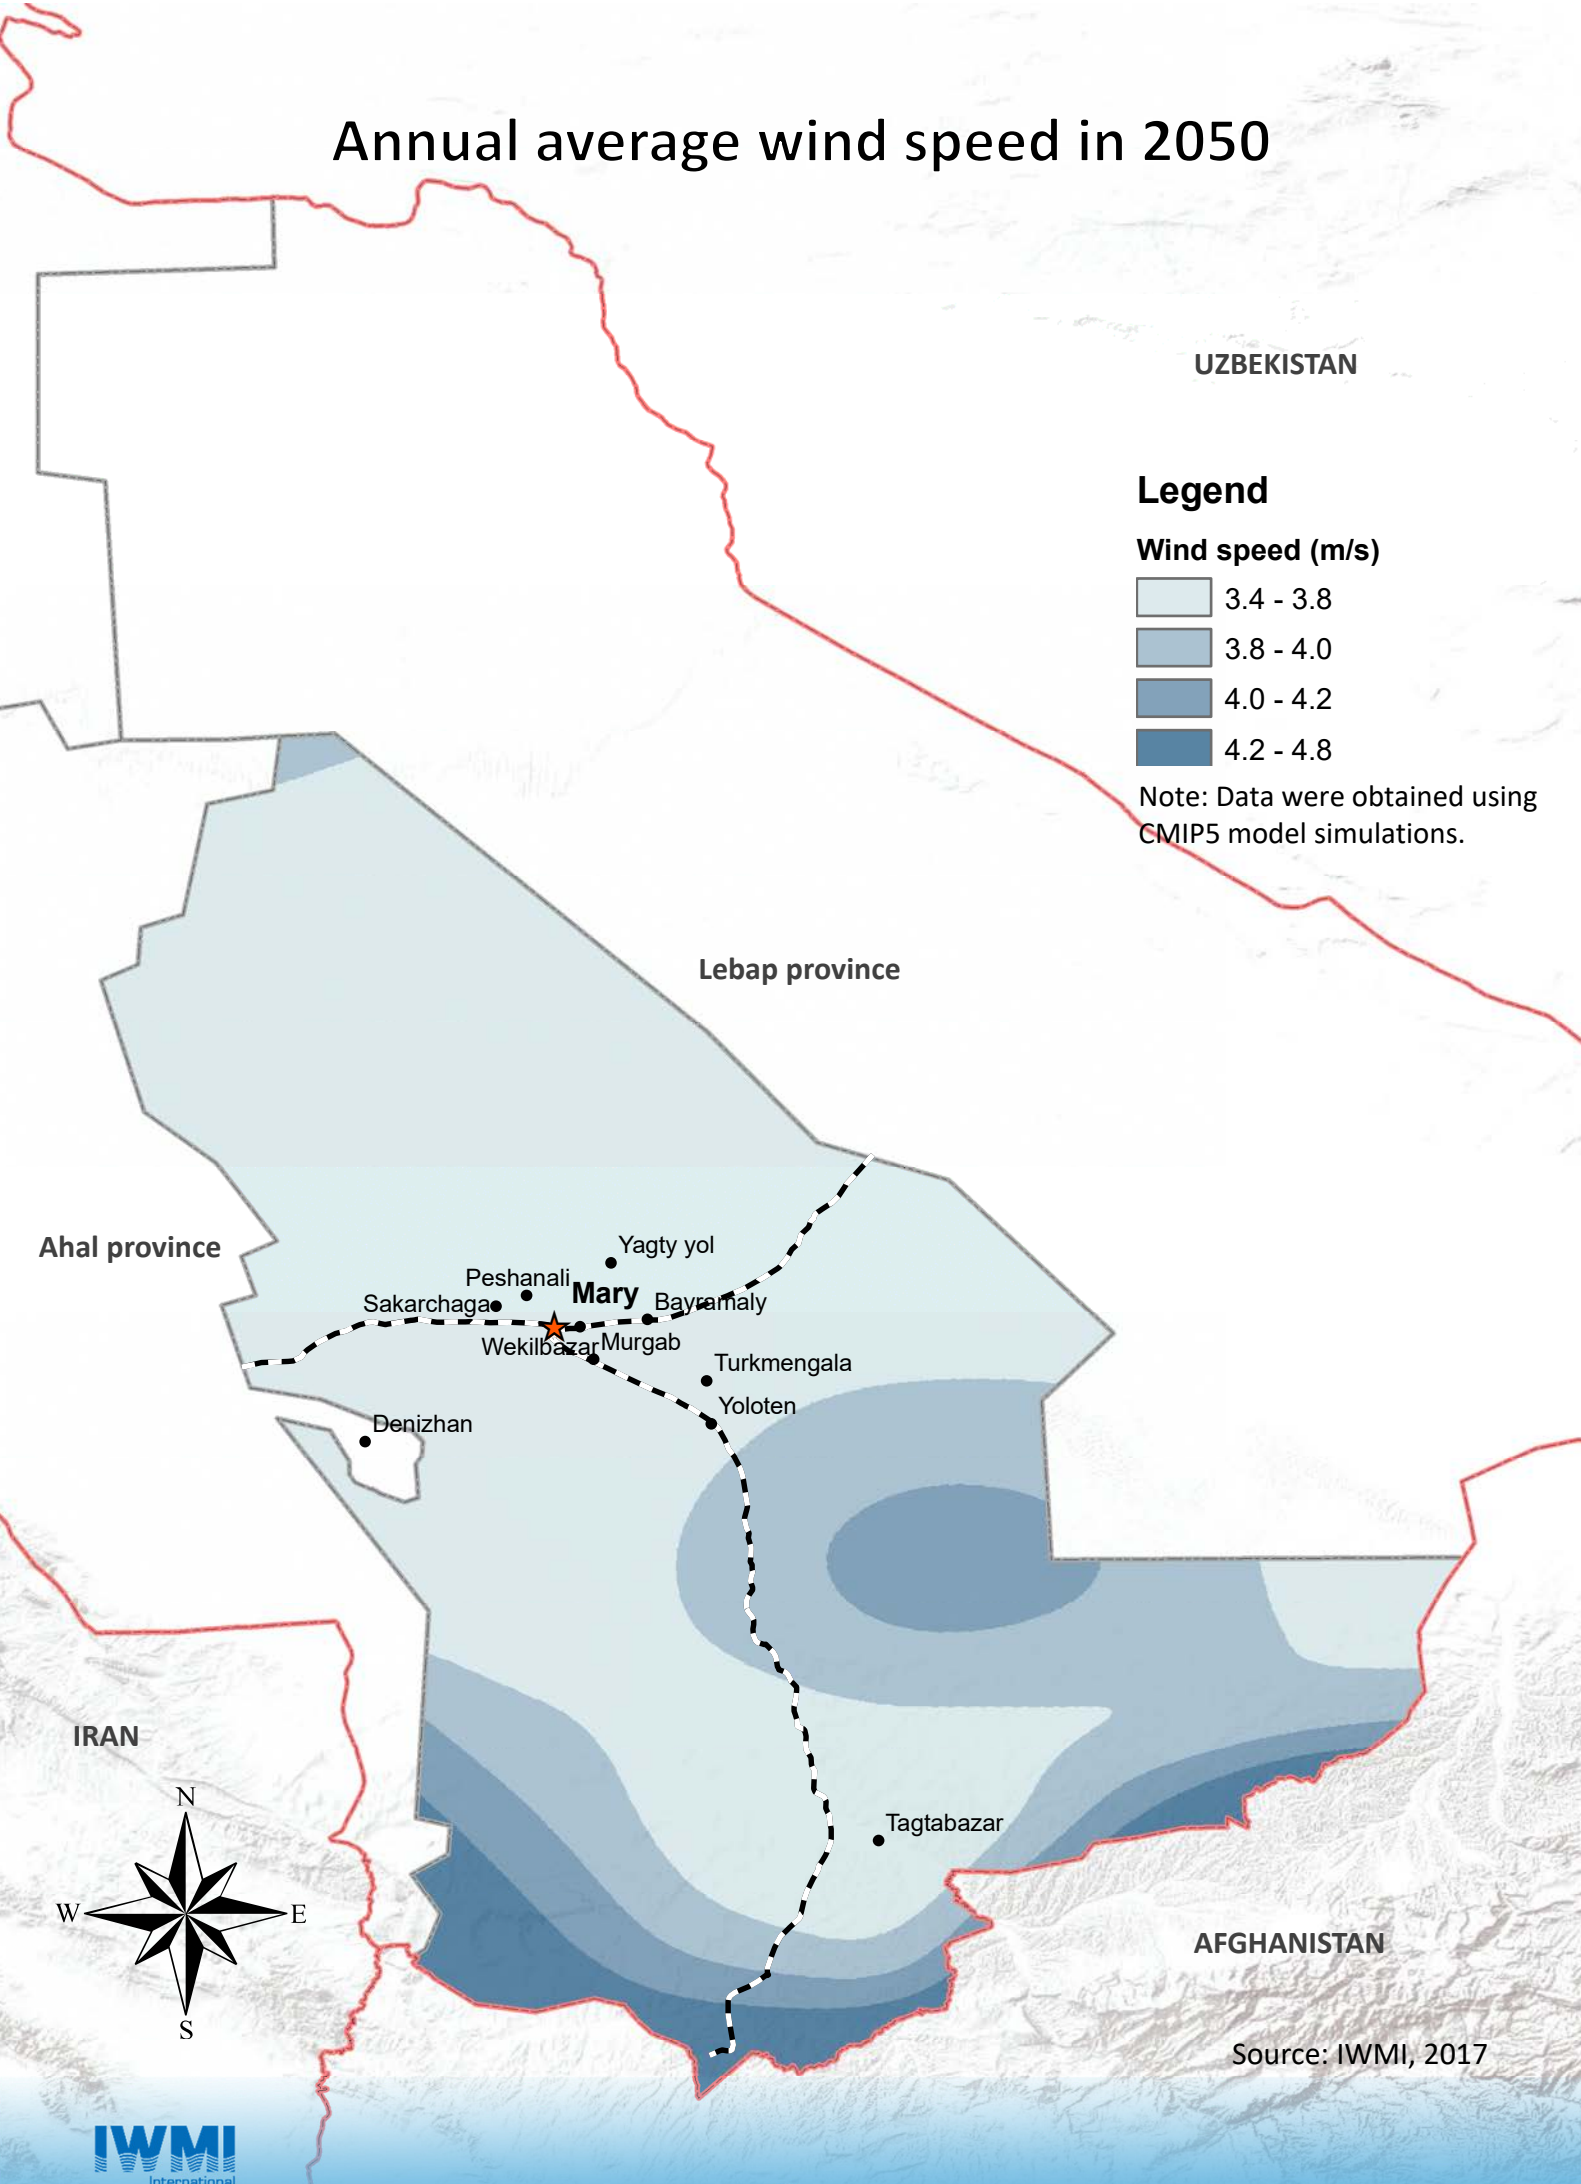 Annual average wind speed in 2050
UZBEKISTAN
Legend
Wind speed (m/s)
3.4 - 3.8
3.8 - 4.0
4.0 - 4.2
4.2 - 4.8
Note: Data were obtained using
CMIP5 model simulations.
Lebap province
Ahal province
Yagty yol
Peshanali
Mary
Sakarchaga
Bayramaly
Wekilbazar
Murgab
Turkmengala
Yoloten
Denizhan
IRAN
N
W
E
S
Tagtabazar
AFGHANISTAN
Source: IWMI, 2017
IWMI
International